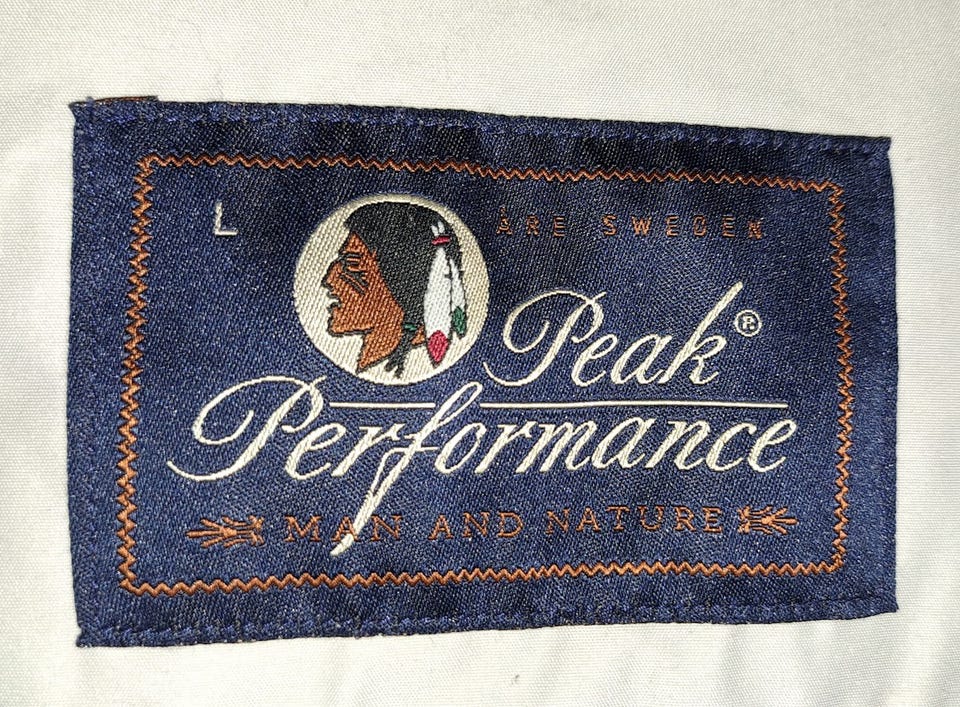 L
ÅRE SWEDEN
Peak®
Performance
MAN AND NATURE